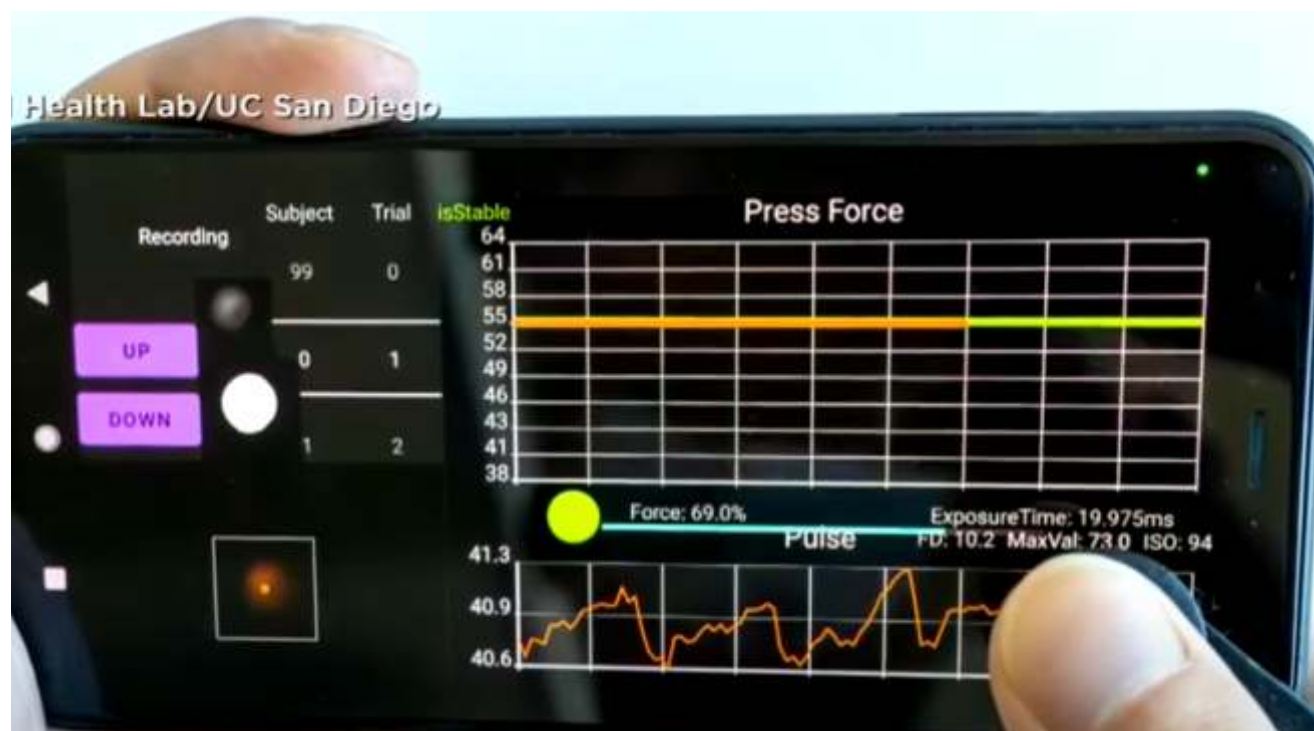 Health Lab/UC San Diego
Subject Trial isStable
Recording
99 0
UP
0 1
DOWN
1 2
Press Force
64
61
58
55
52
49
46
43
41
38
Force: 69.0%
ExposureTime: 19.975ms
Pulse
FD: 10.2 MaxVal: 73.0 ISO: 94
41.3
40.9
40.6